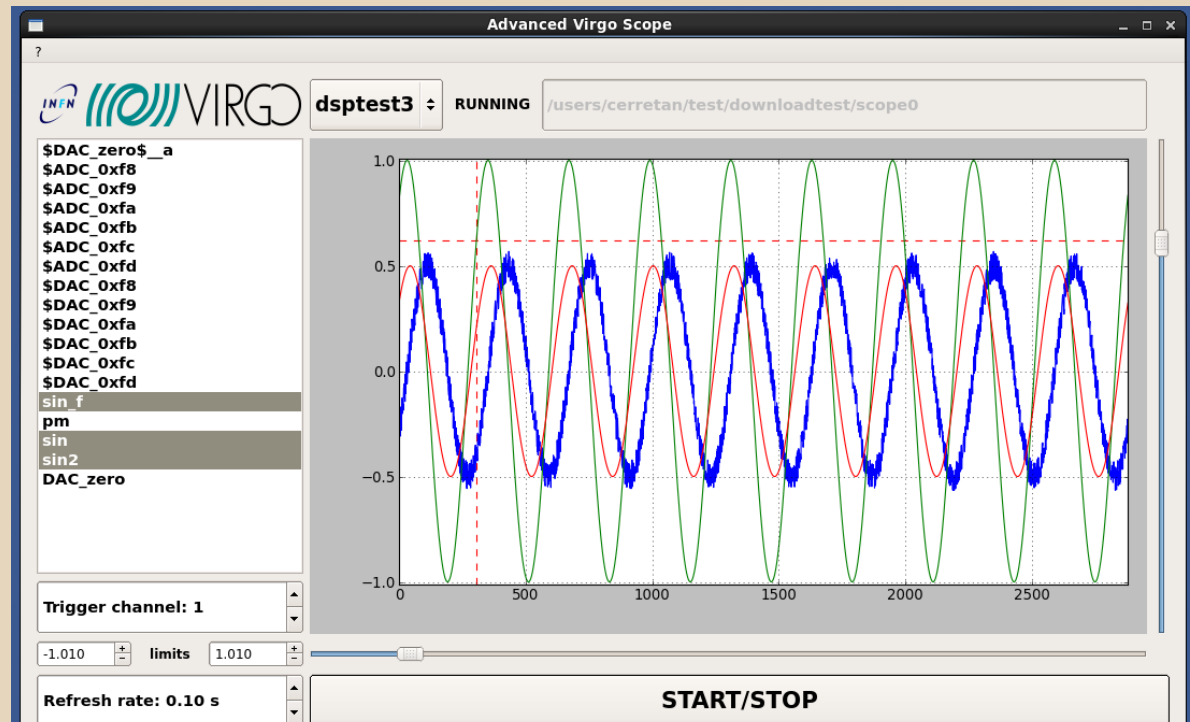 Advanced Virgo Scope
?
INFN VIRGO dsptest3 RUNNING /users/cerretan/test/downloadtest/scope0
$DAC_zero$__a
$ADC_0xf8
$ADC_0xf9
$ADC_0xfa
$ADC_0xfb
$ADC_0xfc
$ADC_0xfd
$DAC_0xf8
$DAC_0xf9
$DAC_0xfa
$DAC_0xfb
$DAC_0xfc
$DAC_0xfd
sin_f
pm
sin
sin2
DAC_zero
1.0
0.5
0.0
−0.5
−1.0
0 500 1000 1500 2000 2500
Trigger channel: 1
-1.010 limits 1.010
Refresh rate: 0.10 s
START/STOP